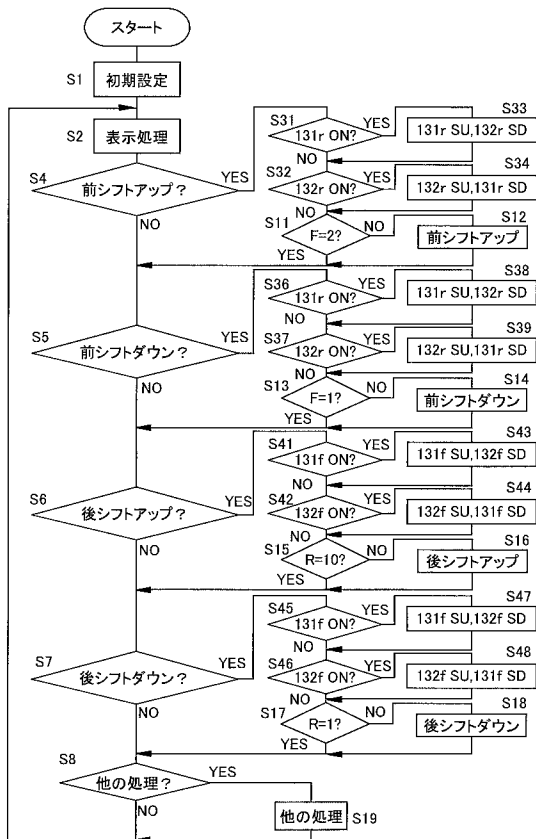 スタート
S1
初期設定
S2
表示処理
S4
前シフトアップ?
YES
NO
S31
131r ON?
YES
NO
S33
131r SU,132r SD
S32
132r ON?
YES
NO
S34
132r SU,131r SD
S11
F=2?
NO
YES
S12
前シフトアップ
S5
前シフトダウン?
YES
NO
S36
131r ON?
YES
NO
S38
131r SU,132r SD
S37
132r ON?
YES
NO
S39
132r SU,131r SD
S13
F=1?
NO
YES
S14
前シフトダウン
S6
後シフトアップ?
YES
NO
S41
131f ON?
YES
NO
S43
131f SU,132f SD
S42
132f ON?
YES
NO
S44
132f SU,131f SD
S15
R=10?
NO
YES
S16
後シフトアップ
S7
後シフトダウン?
YES
NO
S45
131f ON?
YES
NO
S47
131f SU,132f SD
S46
132f ON?
YES
NO
S48
132f SU,131f SD
S17
R=1?
NO
YES
S18
後シフトダウン
S8
他の処理?
YES
NO
他の処理
S19